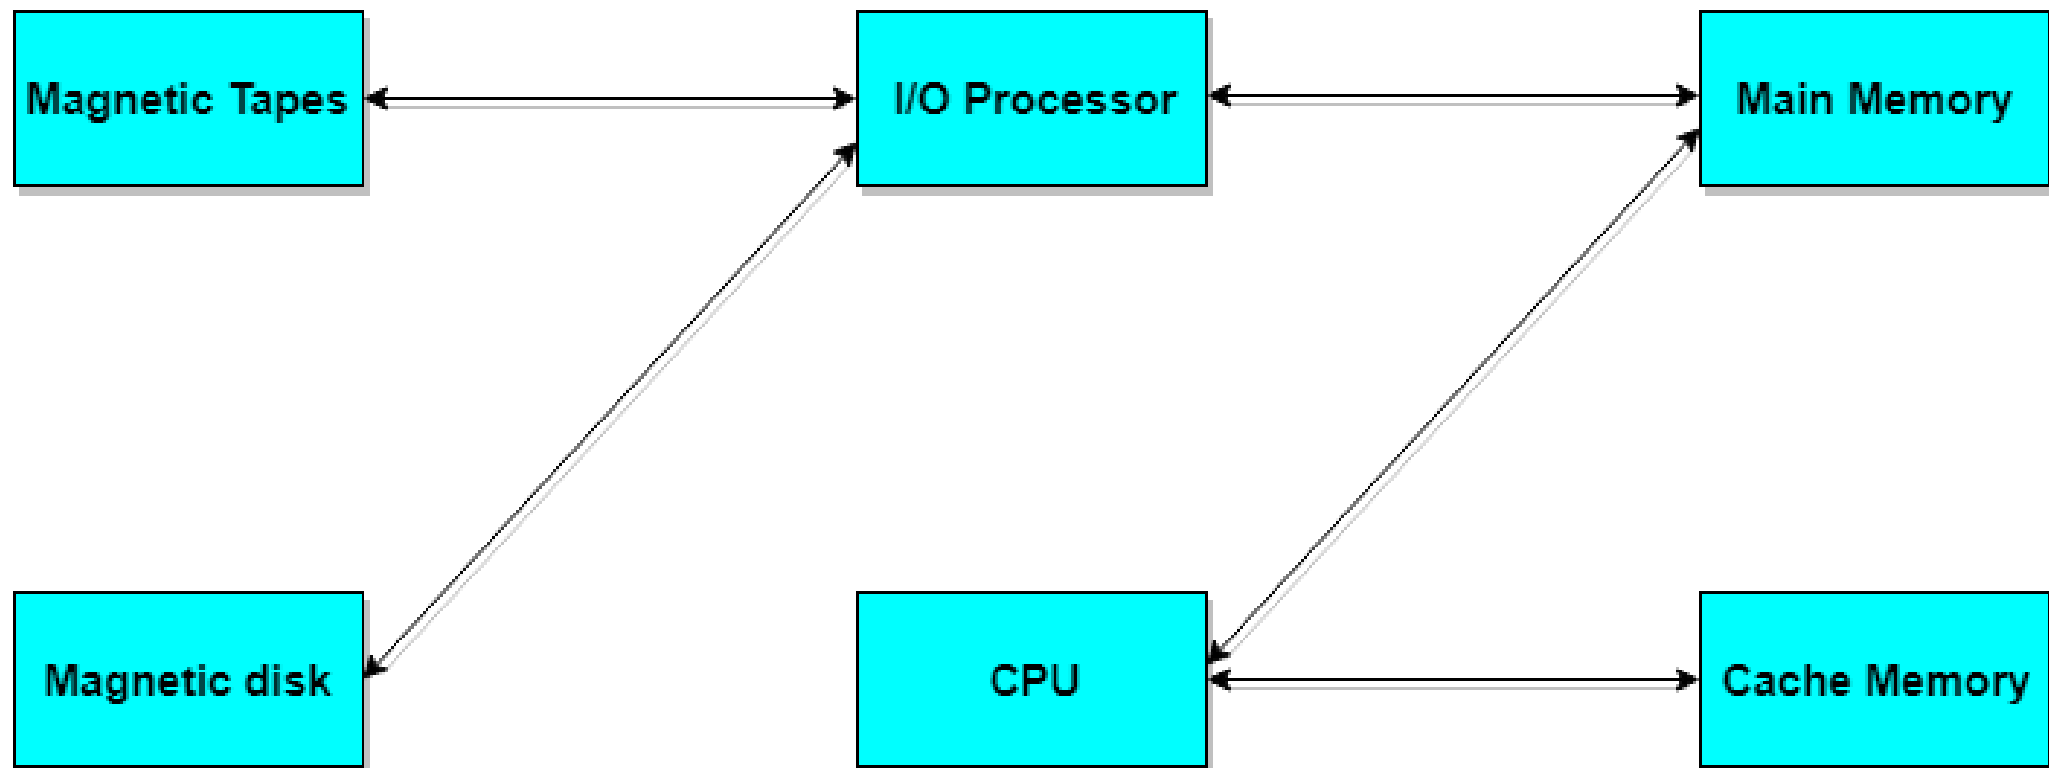 Magnetic Tapes
I/O Processor
Main Memory
Magnetic disk
CPU
Cache Memory